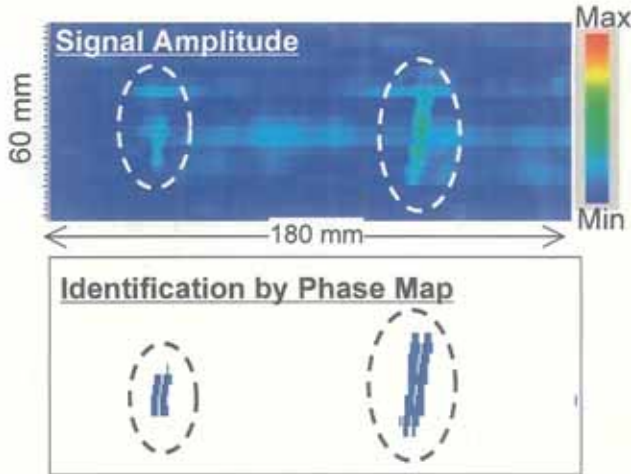 Signal Amplitude
Max
60 mm
Min
180 mm
Identification by Phase Map